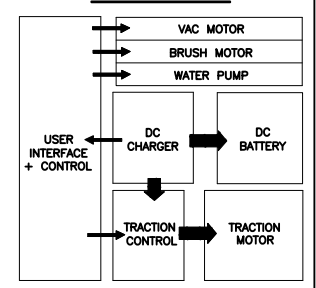 VAC MOTOR
BRUSH MOTOR
WATER PUMP
USER
INTERFACE
+ CONTROL
DC
CHARGER
DC
BATTERY
TRACTION
CONTROL
TRACTION
MOTOR